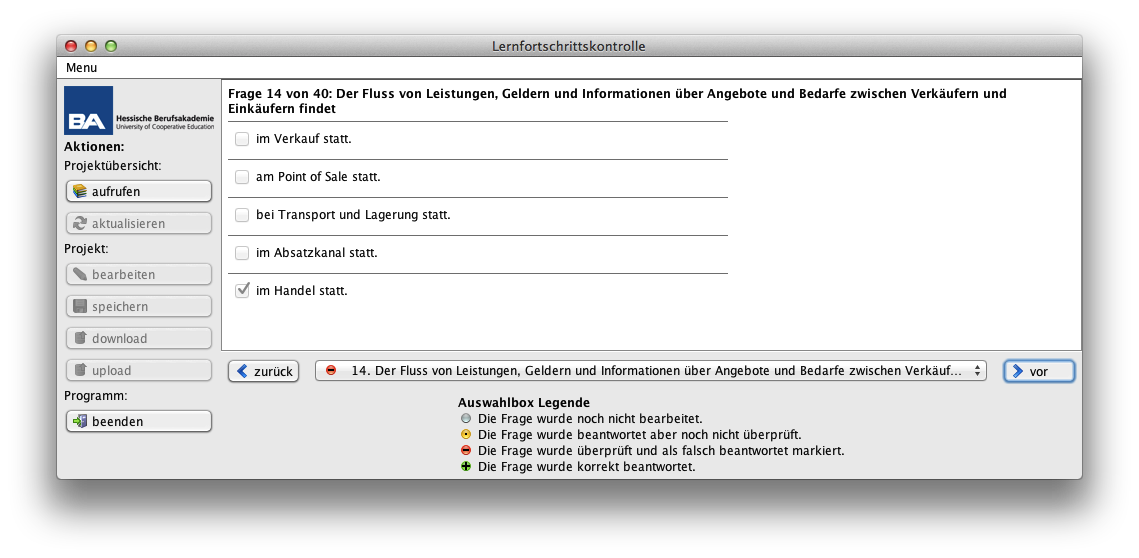 Lernfortschrittskontrolle
Menu
BA Hessische Berufsakademie
University of Cooperative Education
Aktionen:
Projektübersicht:
aufrufen
aktualisieren
Projekt:
bearbeiten
speichern
download
upload
Programm:
beenden
Frage 14 von 40: Der Fluss von Leistungen, Geldern und Informationen über Angebote und Bedarfe zwischen Verkäufern und
Einkäufern findet
im Verkauf statt.
am Point of Sale statt.
bei Transport und Lagerung statt.
im Absatzkanal statt.
im Handel statt.
zurück
14. Der Fluss von Leistungen, Geldern und Informationen über Angebote und Bedarfe zwischen Verkäuf...
vor
Auswahlbox Legende
Die Frage wurde noch nicht bearbeitet.
Die Frage wurde beantwortet aber noch nicht überprüft.
Die Frage wurde überprüft und als falsch beantwortet markiert.
Die Frage wurde korrekt beantwortet.